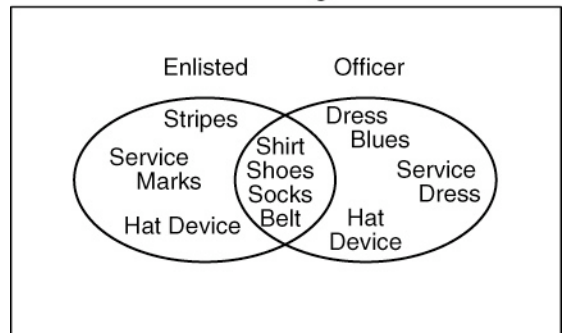 Enlisted
Officer
Stripes
Service
Marks
Hat Device
Shirt
Shoes
Socks
Belt
Dress
Blues
Service
Dress
Hat
Device